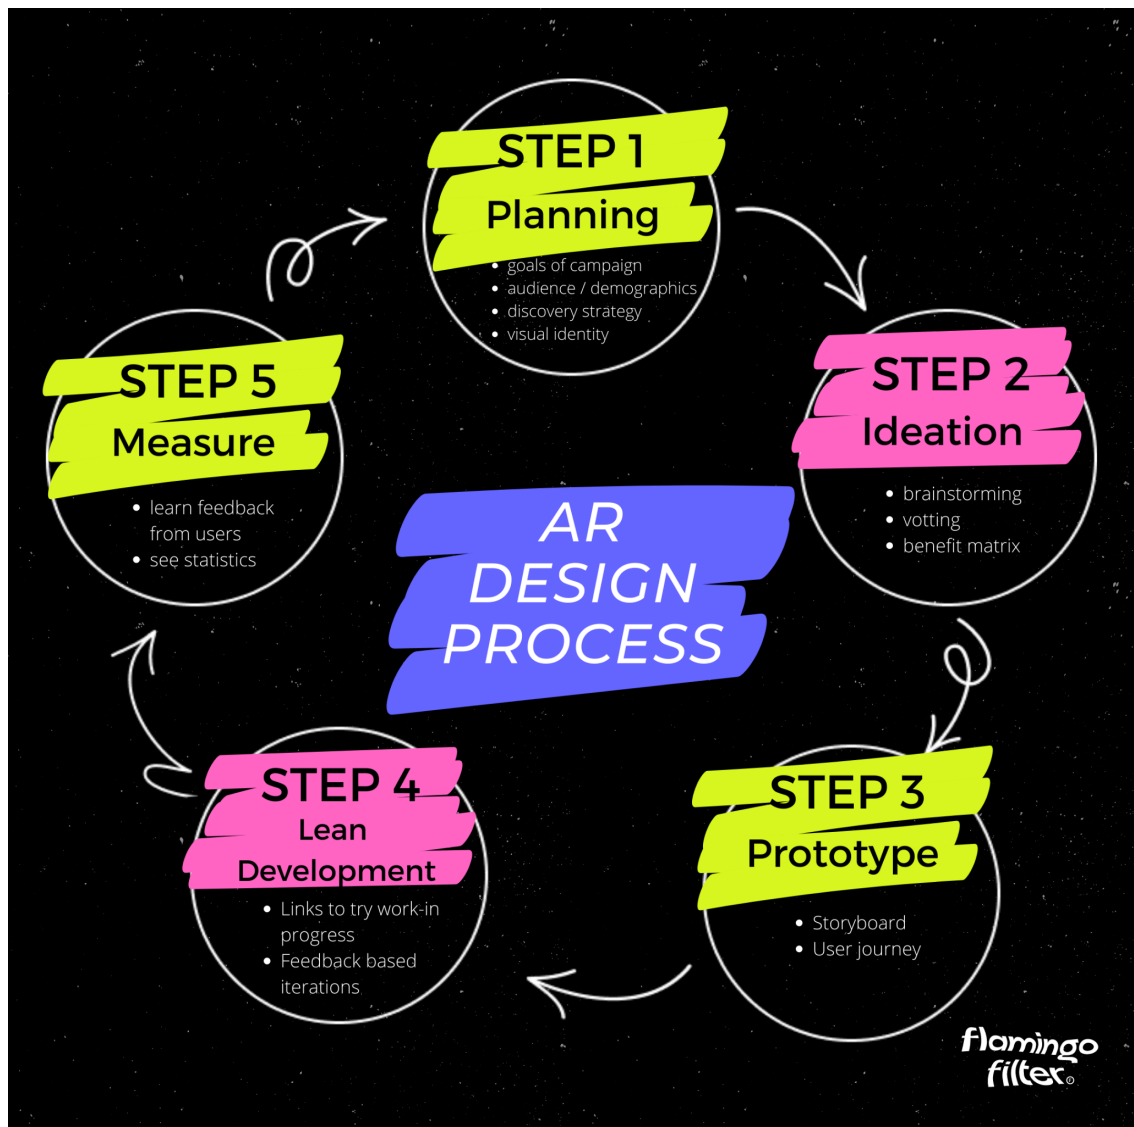 STEP 1
Planning
• goals of campaign
• audience / demographics
• discovery strategy
• visual identity
STEP 2
Ideation
• brainstorming
• votting
• benefit matrix
STEP 3
Prototype
• Storyboard
• User journey
STEP 4
Lean
Development
• Links to try work-in
progress
• Feedback based
iterations
STEP 5
Measure
• learn feedback
from users
• see statistics
AR
DESIGN
PROCESS
flamingo
filter